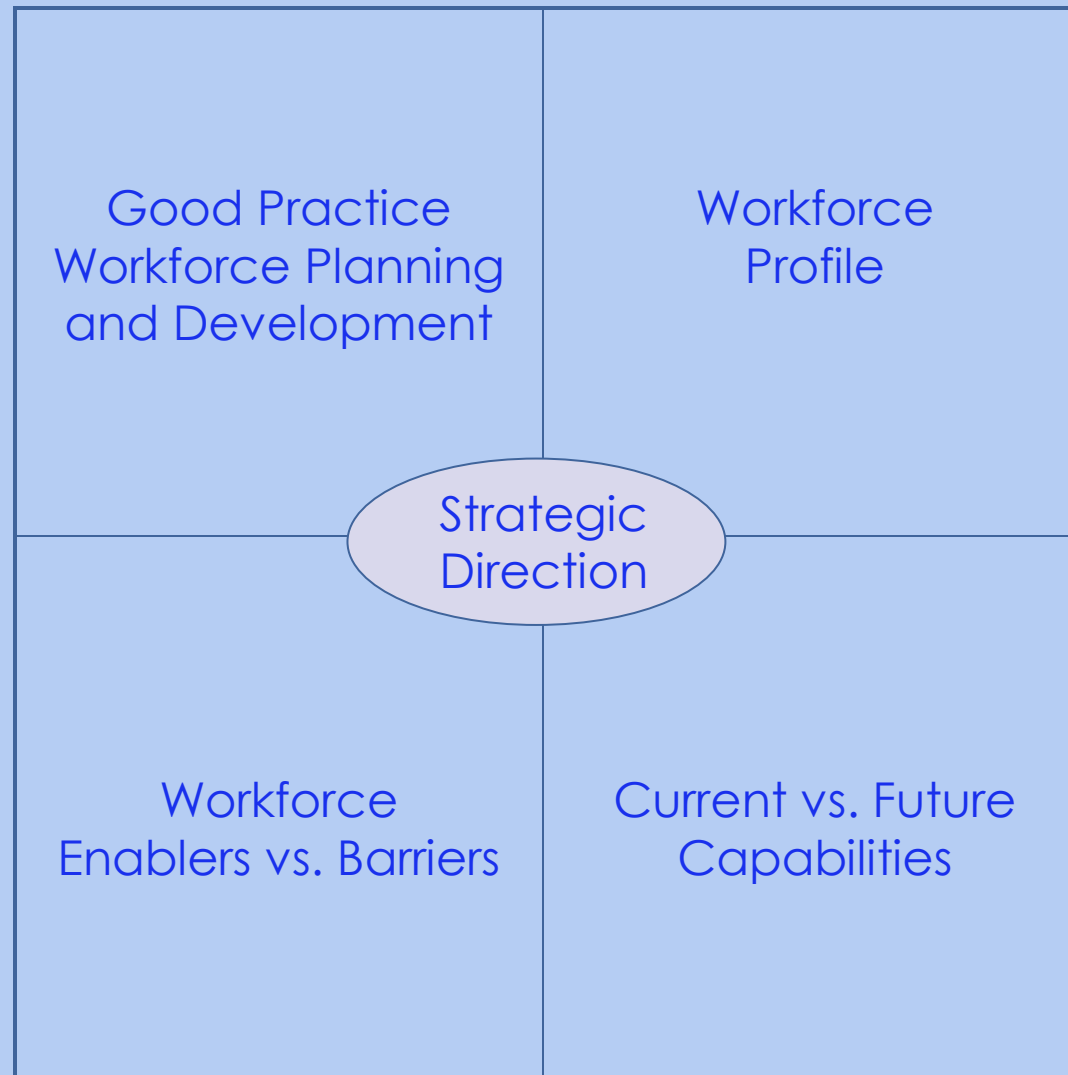 Good Practice
Workforce Planning
and Development
Workforce
Profile
Strategic
Direction
Workforce
Enablers vs. Barriers
Current vs. Future
Capabilities